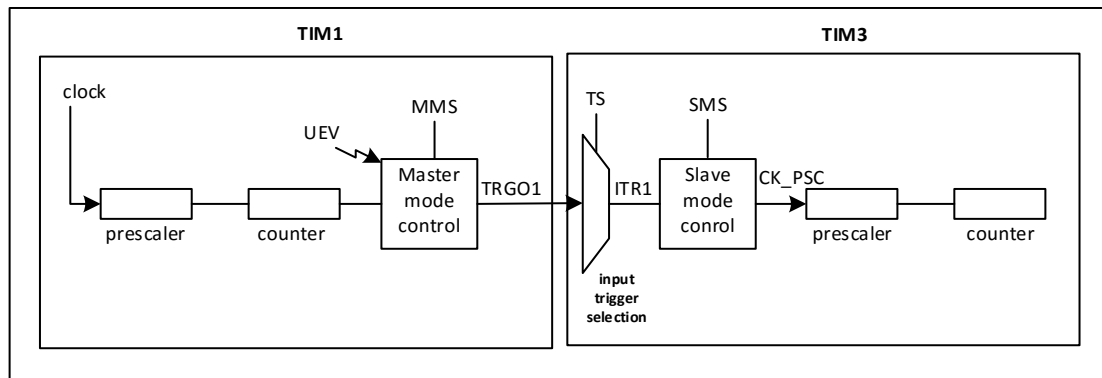 TIM1
TIM3
clock
MMS
TS
SMS
UEV
Master
mode
control
TRGO1
ITR1
Slave
mode
conrol
CK_PSC
prescaler
counter
prescaler
counter
input
trigger
selection